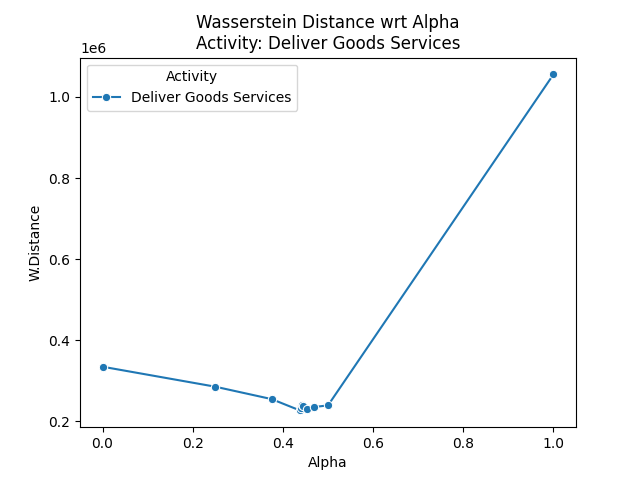 Wasserstein Distance wrt Alpha
Activity: Deliver Goods Services
1e6
Activity
Deliver Goods Services
1.0
0.8
0.6
0.4
0.2
W.Distance
0.0 0.2 0.4 0.6 0.8 1.0
Alpha